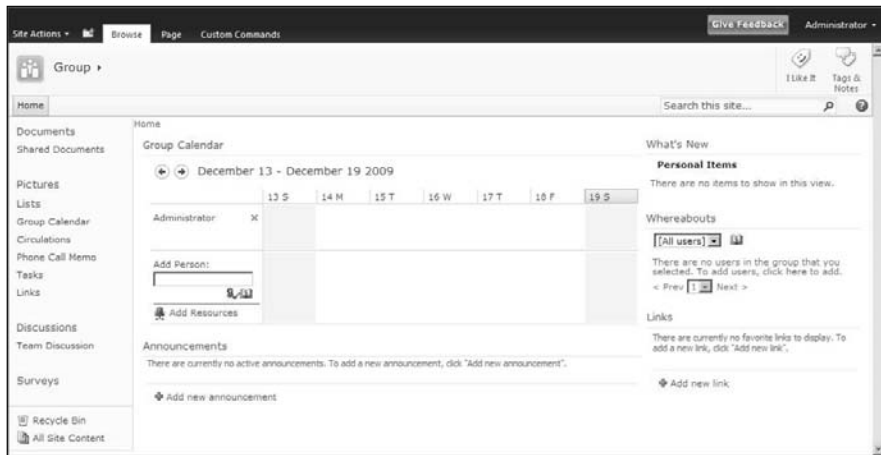 Give Feedback
Administrator
Site Actions
Browse
Page
Custom Commands
Group
I Like It
Tags & Notes
Home
Search this site...
Documents
Shared Documents
Pictures
Lists
Group Calendar
Circulations
Phone Call Memo
Tasks
Links
Discussions
Team Discussion
Surveys
Recycle Bin
All Site Content
Home
Group Calendar
December 13 - December 19 2009
13 S 14 M 15 T 16 W 17 T 18 F 19 S
Administrator
Add Person:
Add Resources
Announcements
There are currently no active announcements. To add a new announcement, click "Add new announcement".
Add new announcement
What's New
Personal Items
There are no items to show in this view.
Whereabouts
[All users]
There are no users in the group that you
selected. To add users, click here to add.
< Prev 1 Next >
Links
There are currently no favorite links to display. To
add a new link, click "Add new link".
Add new link